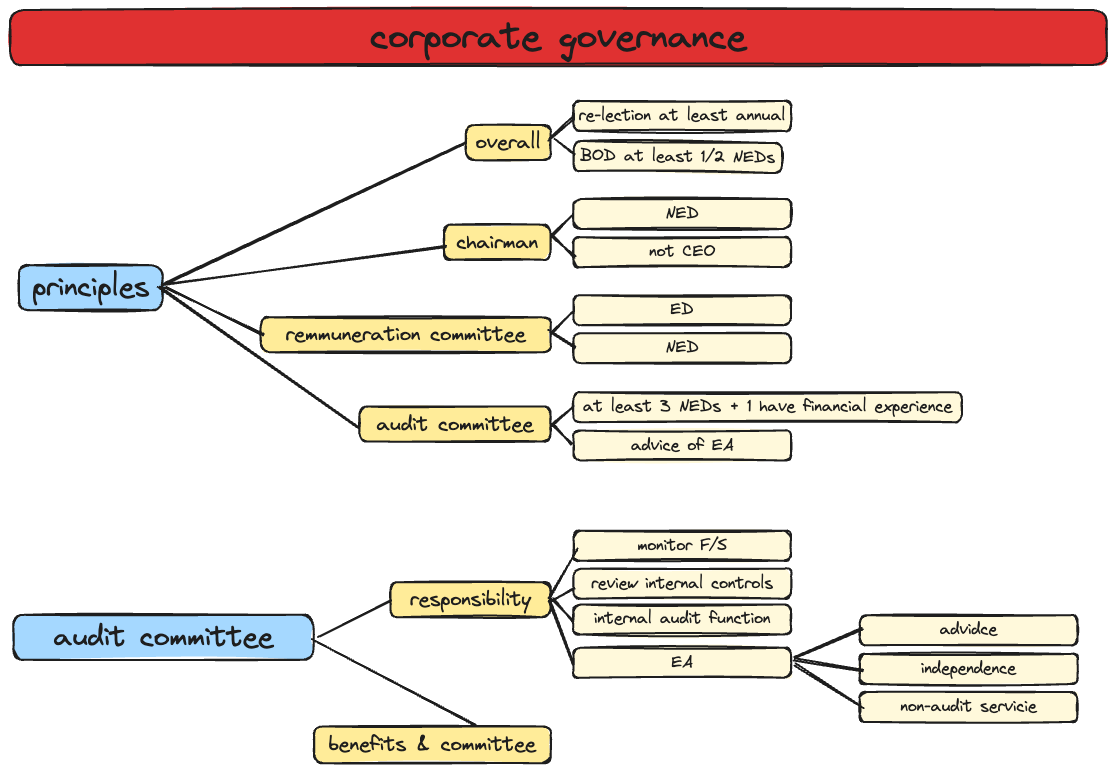 corporate governance
overall
re-lection at least annual
BOD at least 1/2 NEDs
chairman
NED
not CEO
principles
remmuneration committee
ED
NED
audit committee
at least 3 NEDs + 1 have financial experience
advice of EA
audit committee
responsibility
monitor F/S
review internal controls
internal audit function
EA
advidce
independence
non-audit servicie
benefits & committee